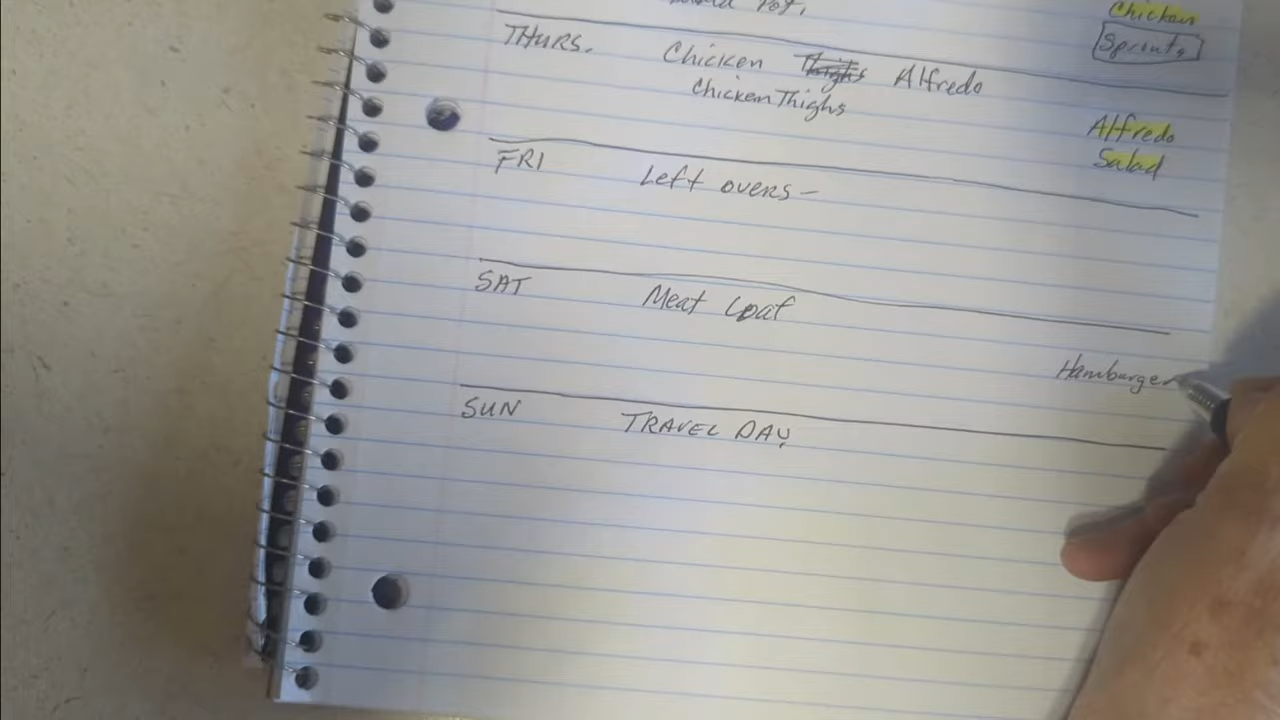 Pot.
Chicken
Sprouts
THURS. Chicken Thighs Alfredo
Chicken Thighs
Alfredo
Salad
FRI Left overs -
SAT Meat Loaf
Hamburger
SUN TRAVEL DAY